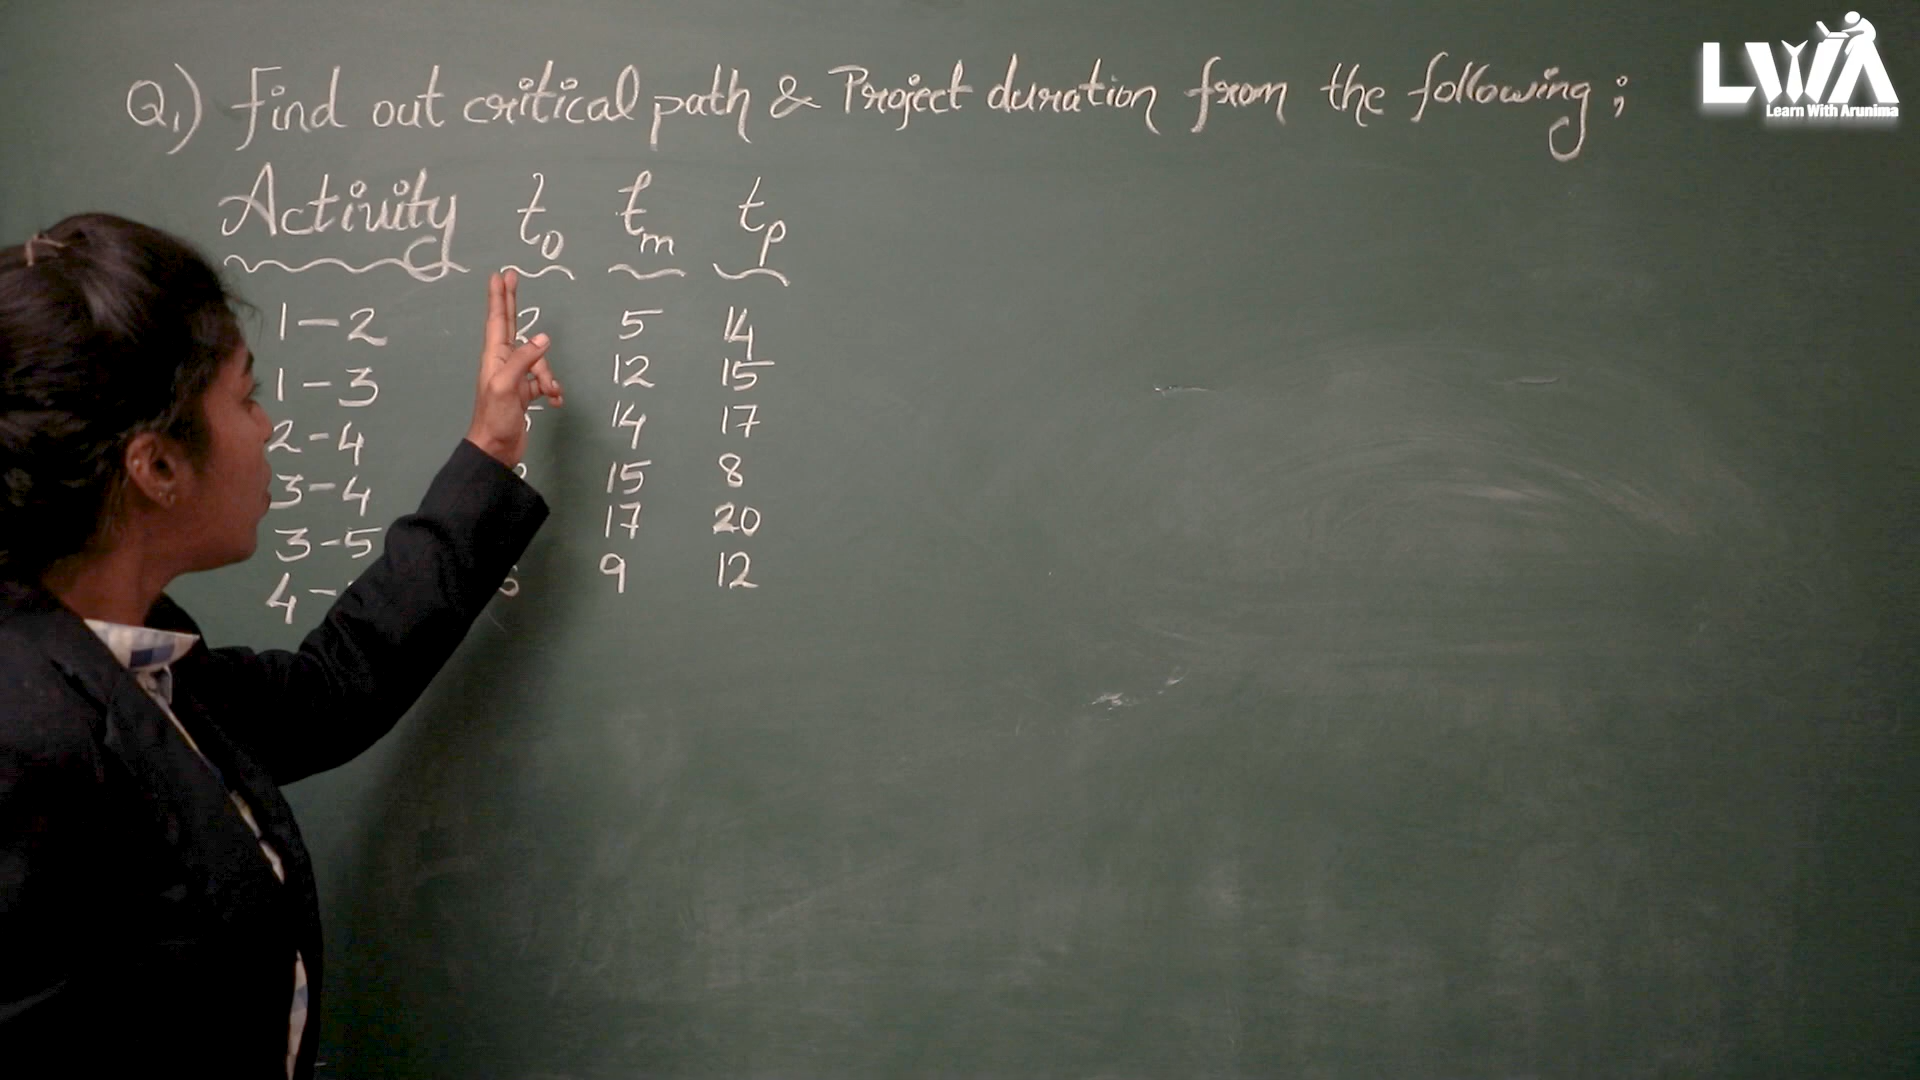 LWA
Learn With Arunima
Q1) Find out critical path & Project duration from the following;
Activity to tm tp
1-2 2 5 14
1-3 12 15
2-4 14 17
3-4 15 8
3-5 17 20
4- 9 12